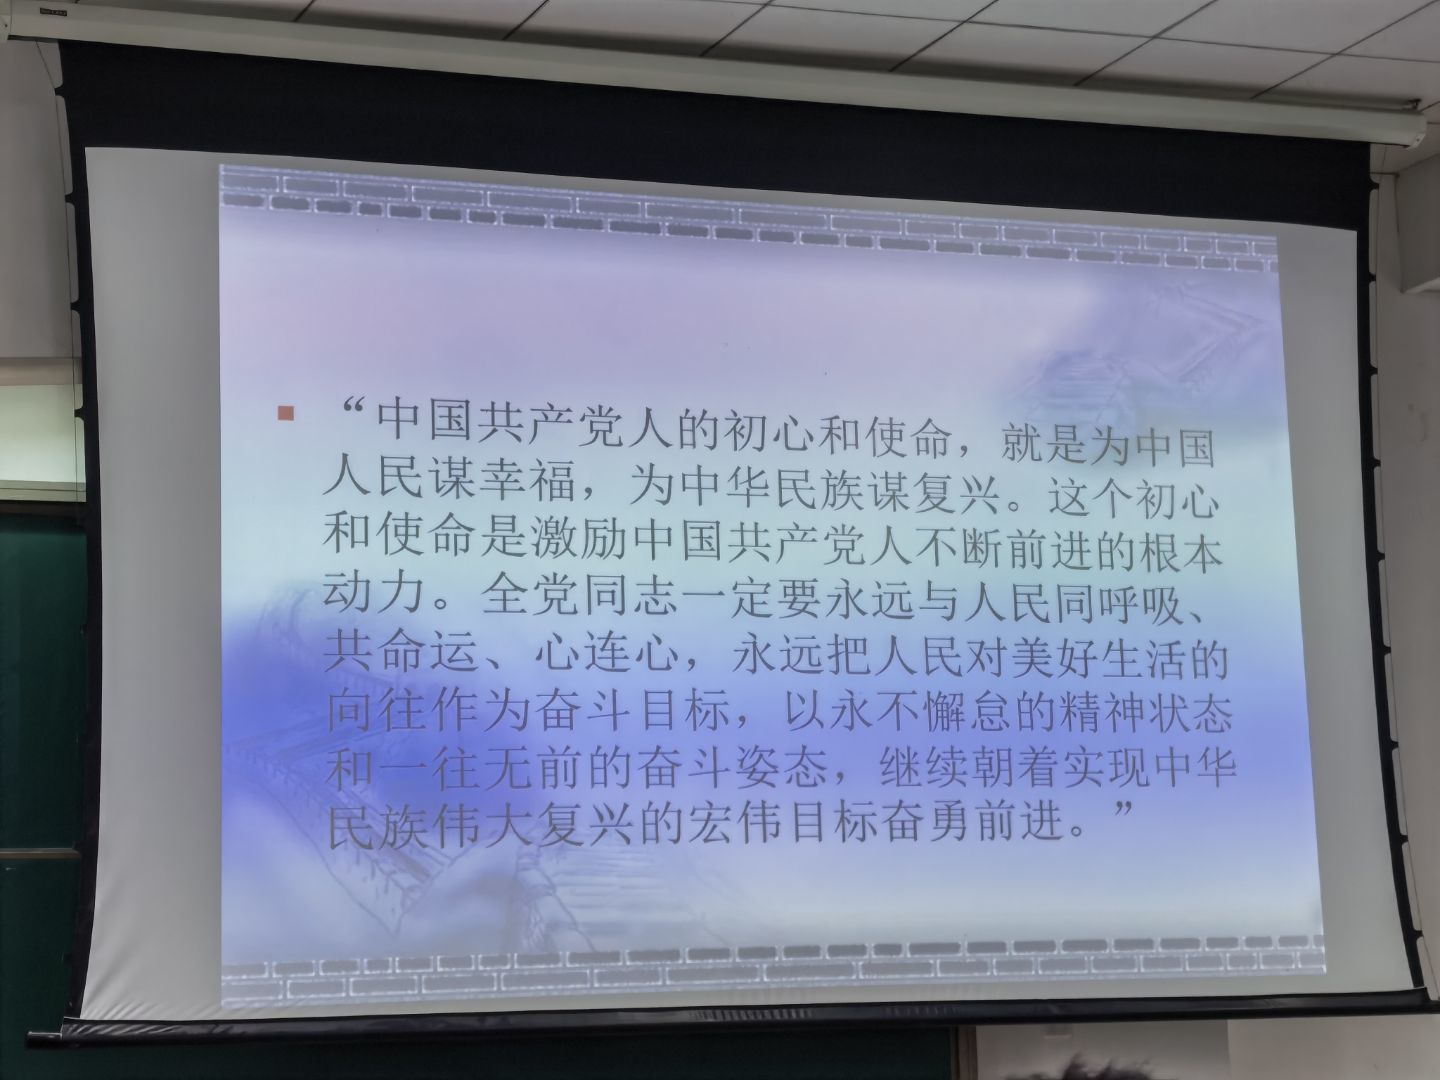 “中国共产党人的初心和使命，就是为中国
人民谋幸福，为中华民族谋复兴。这个初心
和使命是激励中国共产党人不断前进的根本
动力。全党同志一定要永远与人民同呼吸、
共命运、心连心，永远把人民对美好生活的
向往作为奋斗目标，以永不懈怠的精神状态
和一往无前的奋斗姿态，继续朝着实现中华
民族伟大复兴的宏伟目标奋勇前进。”